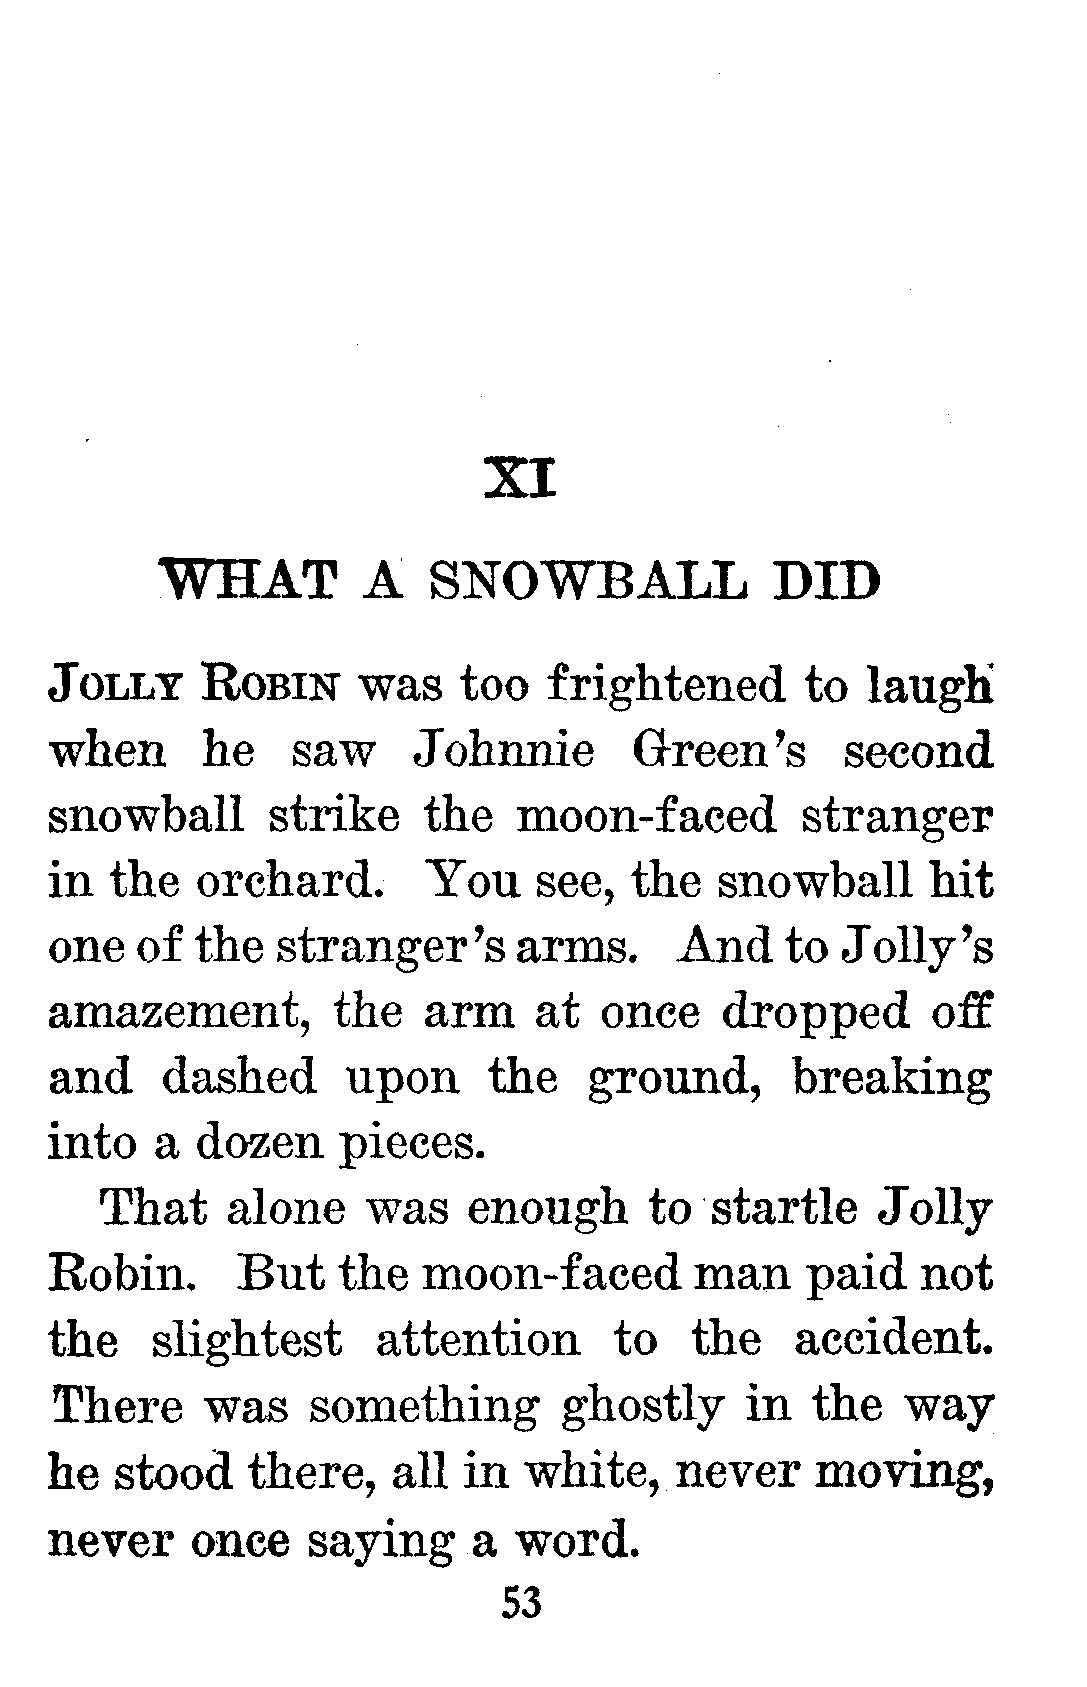 XI
WHAT A SNOWBALL DID
JOLLY ROBIN was too frightened to laugh
when he saw Johnnie Green's second
snowball strike the moon-faced stranger
in the orchard. You see, the snowball hit
one of the stranger's arms. And to Jolly's
amazement, the arm at once dropped off
and dashed upon the ground, breaking
into a dozen pieces.
That alone was enough to startle Jolly
Robin. But the moon-faced man paid not
the slightest attention to the accident.
There was something ghostly in the way
he stood there, all in white, never moving,
never once saying a word.
53